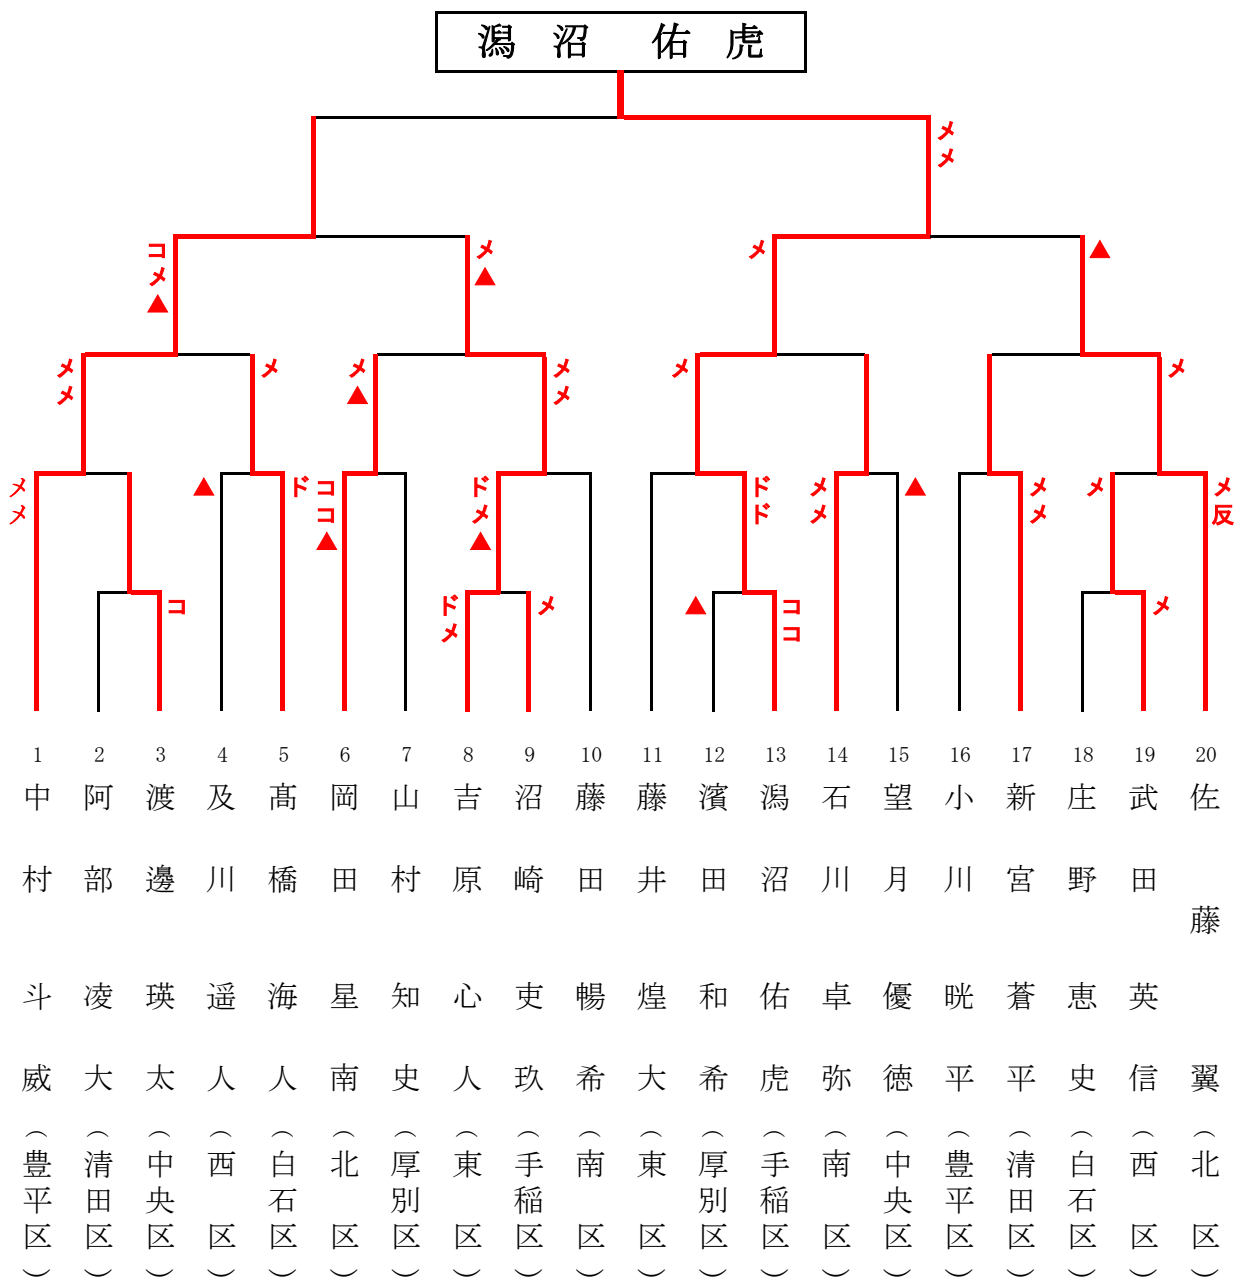 潟沼　佑虎
メ
メ
コ
メ
▲
メ
▲
メ
▲
メ
メ
メ
メ
▲
メ
メ
メ
メ
メ
メ
▲
ド
コ
コ
▲
ド
メ
▲
ド
ド
メ
メ
▲
メ
メ
メ
メ
反
コ
ド
メ
メ
▲
コ
コ
メ
1 中村 斗威（豊平区）
2 阿部 凌大（清田区）
3 渡邊 瑛太（中央区）
4 及川 遥人（西区）
5 髙橋 海人（白石区）
6 岡田 星南（北区）
7 山村 知史（厚別区）
8 吉原 心人（東区）
9 沼崎 吏玖（手稲区）
10 藤田 暢希（南区）
11 藤井 煌大（東区）
12 濱田 和希（厚別区）
13 潟沼 佑虎（手稲区）
14 石川 卓弥（南区）
15 望月 優徳（中央区）
16 小川 晄平（豊平区）
17 新宮 蒼平（清田区）
18 庄野 恵史（白石区）
19 武田 英信（西区）
20 佐藤 翼（北区）